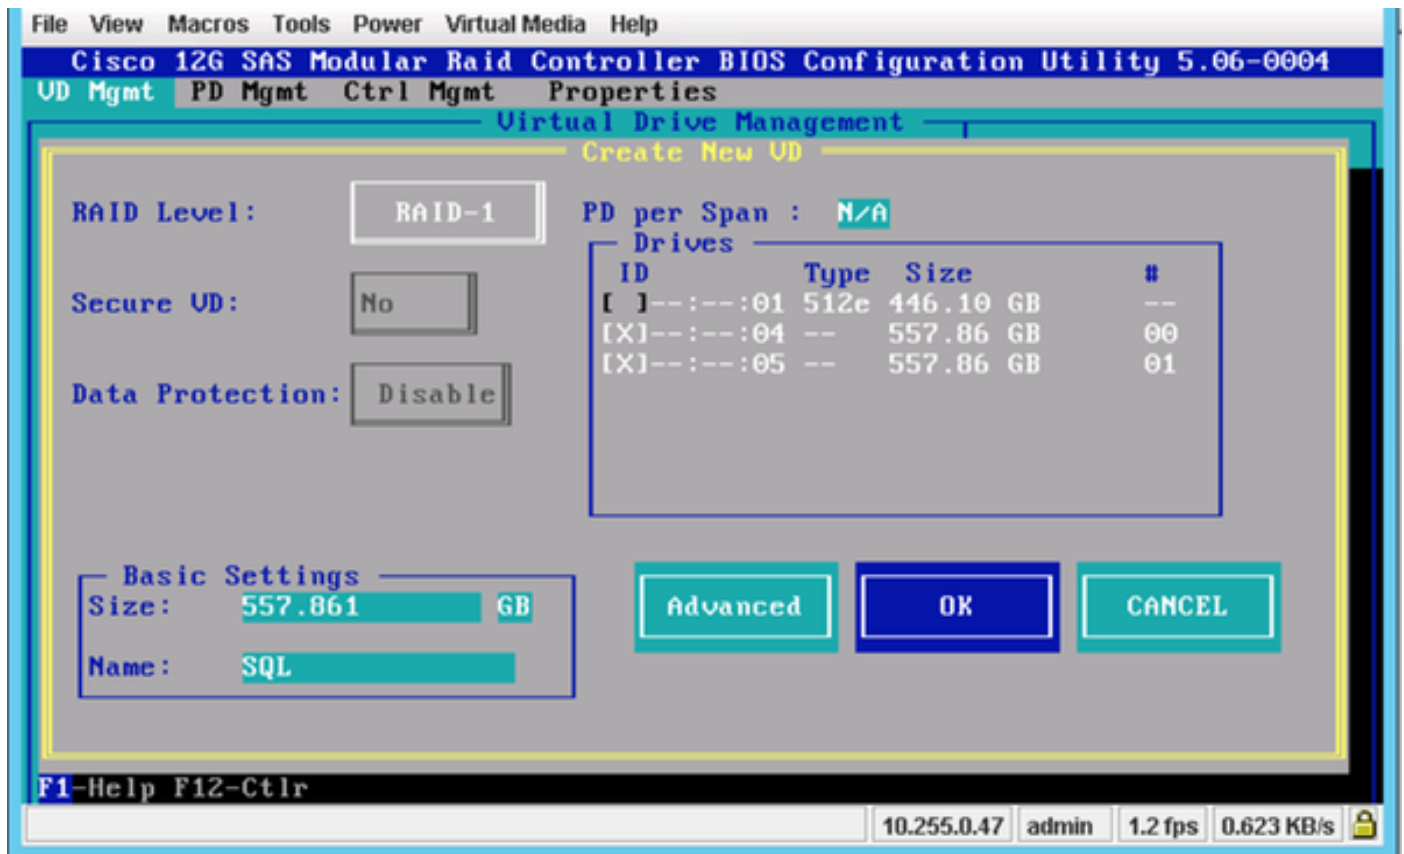 File View Macros Tools Power Virtual Media Help
Cisco 12G SAS Modular Raid Controller BIOS Configuration Utility 5.06-0004
VD Mgmt PD Mgmt Ctrl Mgmt Properties
Virtual Drive Management
Create New VD
RAID Level: RAID-1 PD per Span : N/A
Drives
ID Type Size #
Secure VD: No
[ ]--:--:01 512e 446.10 GB --
[X]--:--:04 -- 557.86 GB 00
[X]--:--:05 -- 557.86 GB 01
Data Protection: Disable
Basic Settings
Size: 557.861 GB
Name: SQL
Advanced OK CANCEL
F1-Help F12-Ctlr
10.255.0.47 admin 1.2 fps 0.623 KB/s